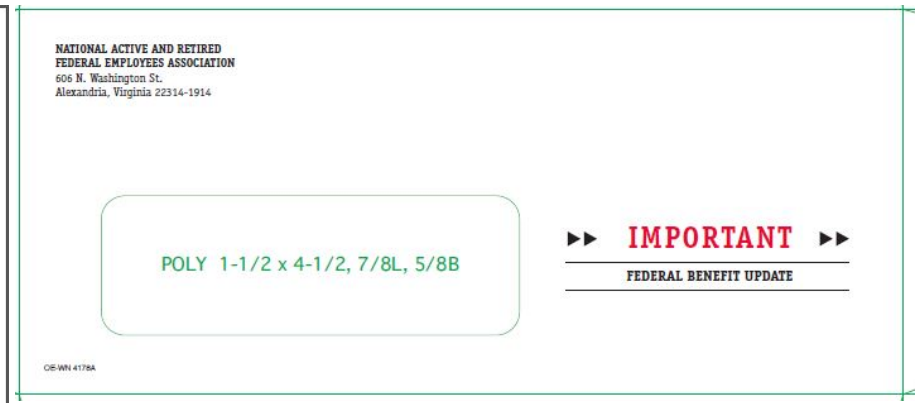 NATIONAL ACTIVE AND RETIRED
FEDERAL EMPLOYEES ASSOCIATION
606 N. Washington St.
Alexandria, Virginia 22314-1914
POLY 1-1/2 x 4-1/2, 7/8L, 5/8B
IMPORTANT
FEDERAL BENEFIT UPDATE
OE-WN 4178A